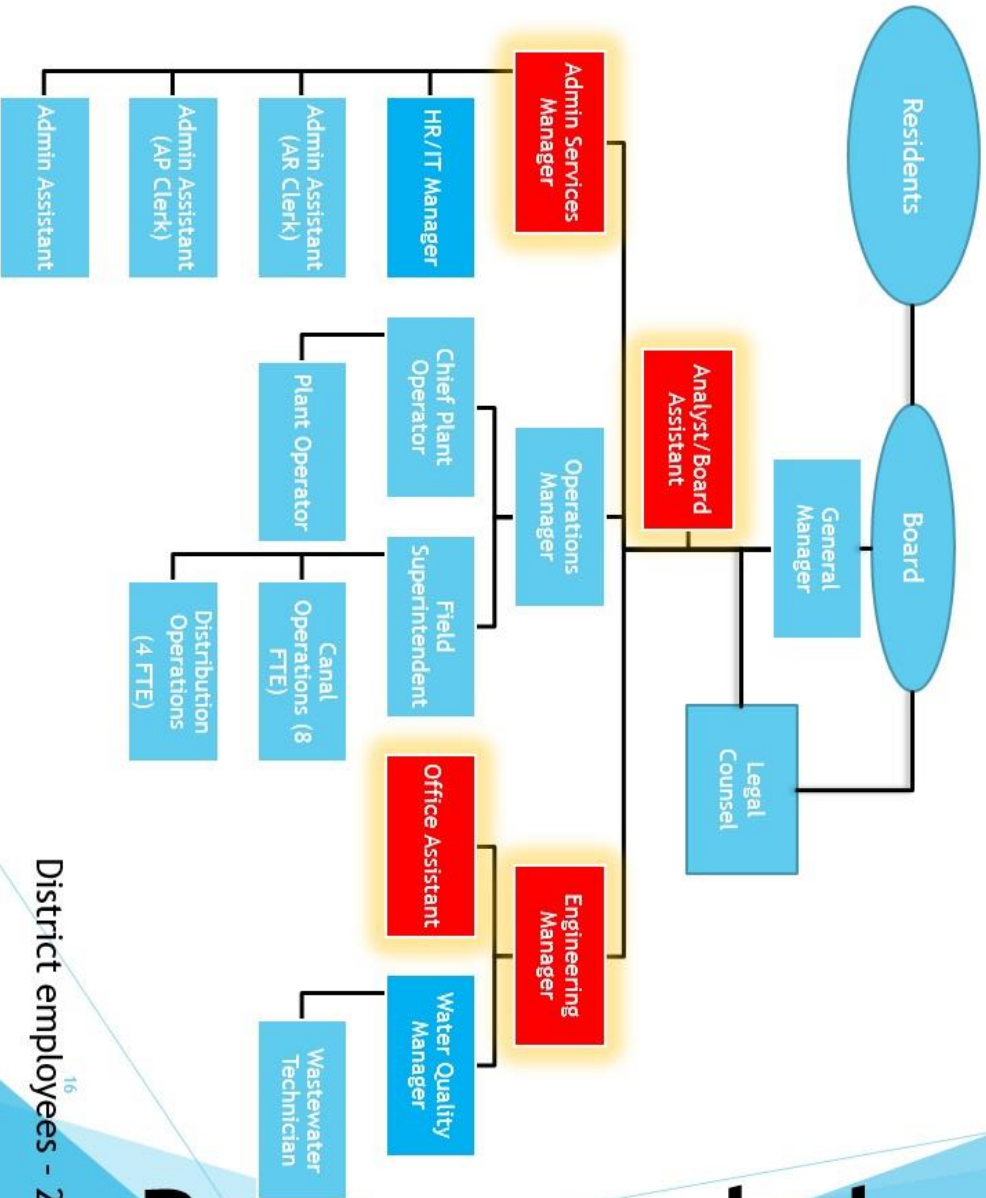 Residents
Board
General
Manager
Legal
Counsel
Analyst/Board
Assistant
Admin Services
Manager
HR/IT Manager
Admin Assistant
(AR Clerk)
Admin Assistant
(AP Clerk)
Admin Assistant
Operations
Manager
Chief Plant
Operator
Plant Operator
Field
Superintendent
Canal
Operations (8
FTE)
Distribution
Operations
(4 FTE)
Engineering
Manager
Office Assistant
Water Quality
Manager
Wastewater
Technician
16
District employees -